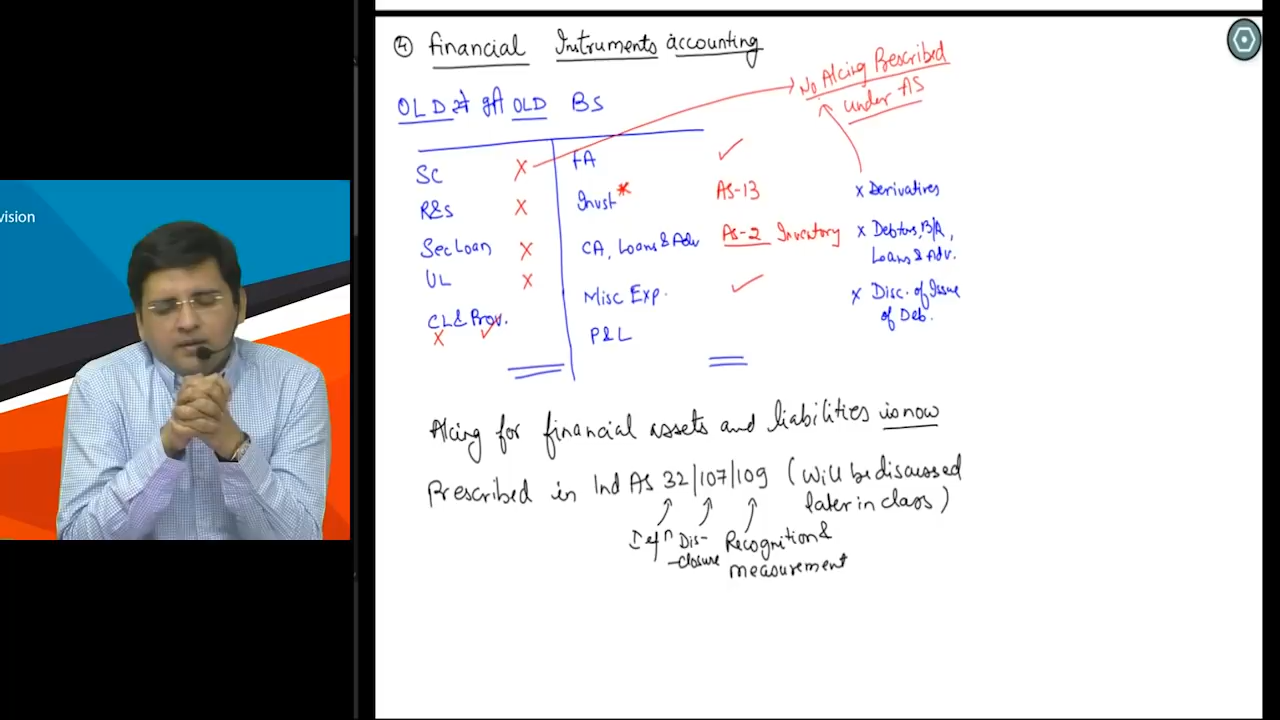 ④ Financial Instruments accounting
OLD से भी OLD BS
No A/cing Prescribed
under AS
SC X
R&S X
Sec Loan X
UL X
CL & Prov.
X ✓
FA ✓
Invst * AS-13
CA, Loans & Adv AS-2 Inventory
Misc Exp. ✓
P&L
x Derivatives
x Debtors, B/R,
Loans & Adv.
x Disc. of Issue
of Deb.
A/cing for financial assets and liabilities is now
Prescribed in Ind AS 32/107/109 (Will be discussed
later in class)
Defn Dis-
-closure
Recognition &
measurement
vision